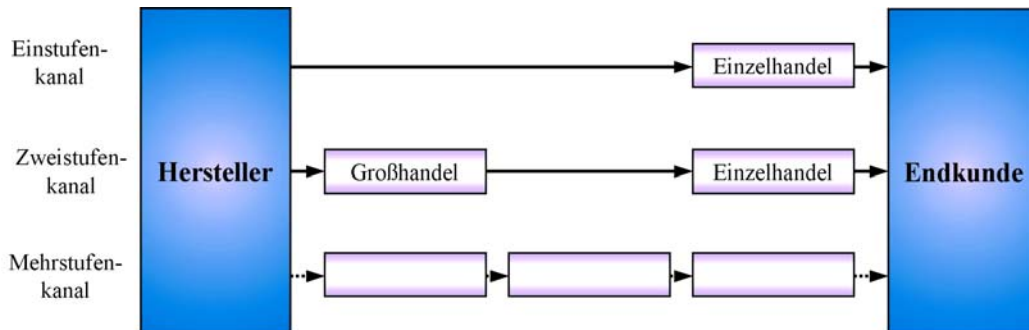 Einstufen-
kanal
Einzelhandel
Zweistufen-
kanal
Hersteller
Großhandel
Einzelhandel
Endkunde
Mehrstufen-
kanal